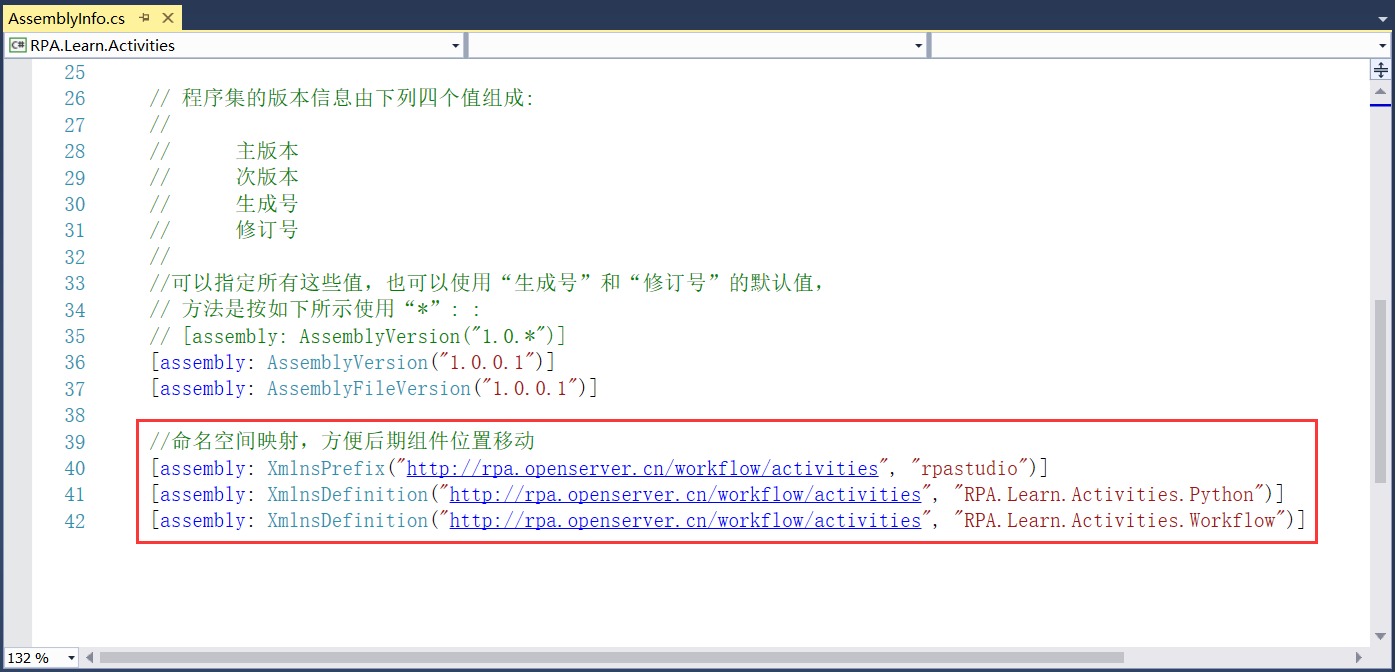 AssemblyInfo.cs
C# RPA.Learn.Activities
25
26 // 程序集的版本信息由下列四个值组成:
27 //
28 // 主版本
29 // 次版本
30 // 生成号
31 // 修订号
32 //
33 //可以指定所有这些值，也可以使用“生成号”和“修订号”的默认值，
34 // 方法是按如下所示使用“*”: :
35 // [assembly: AssemblyVersion("1.0.*")]
36 [assembly: AssemblyVersion("1.0.0.1")]
37 [assembly: AssemblyFileVersion("1.0.0.1")]
38
39 //命名空间映射，方便后期组件位置移动
40 [assembly: XmlnsPrefix("http://rpa.openserver.cn/workflow/activities", "rpastudio")]
41 [assembly: XmlnsDefinition("http://rpa.openserver.cn/workflow/activities", "RPA.Learn.Activities.Python")]
42 [assembly: XmlnsDefinition("http://rpa.openserver.cn/workflow/activities", "RPA.Learn.Activities.Workflow")]
132 %